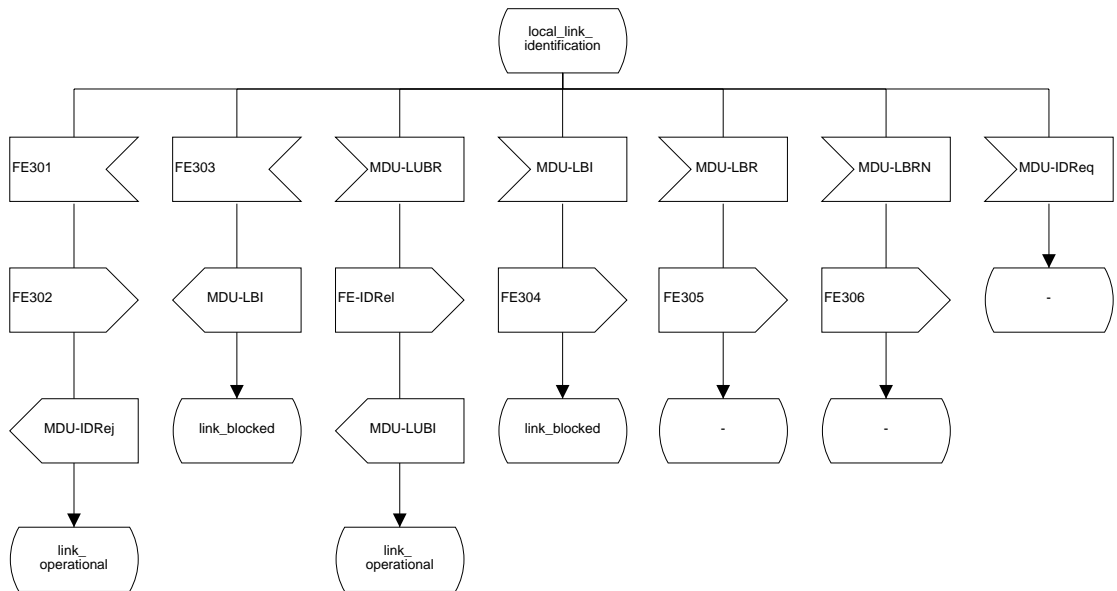 local_link_
identification
FE301
FE303
MDU-LUBR
MDU-LBI
MDU-LBR
MDU-LBRN
MDU-IDReq
FE302
MDU-LBI
FE-IDRel
FE304
FE305
FE306
-
MDU-IDRej
link_blocked
MDU-LUBI
link_blocked
-
-
link_
operational
link_
operational